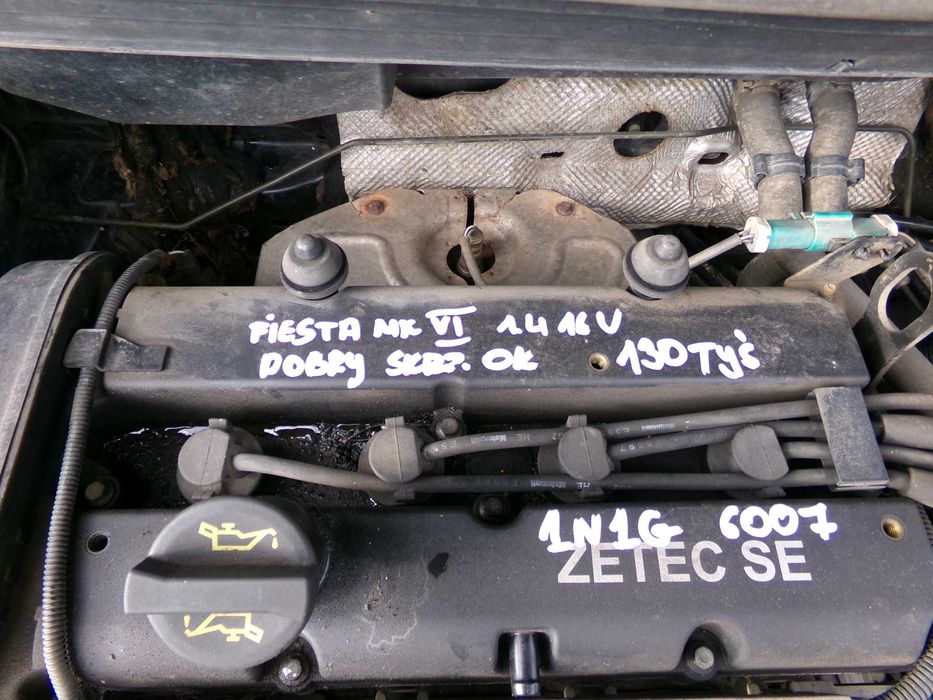 FIESTA MK VI 1.4 16V
DOBRY SKRZ. OK 130 TYŚ
1N1G 6007
ZETEC SE